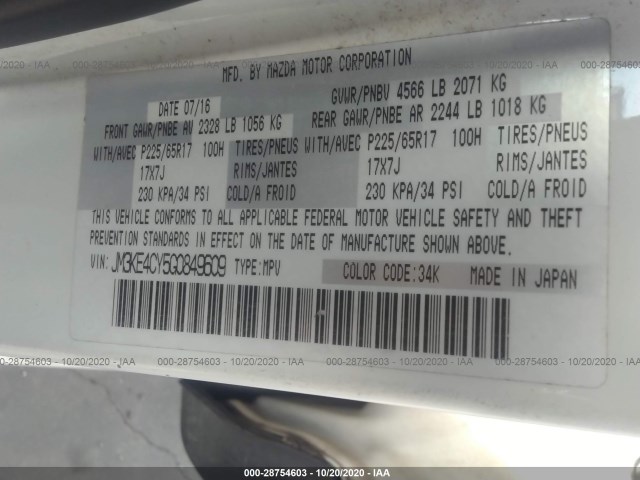 MFD. BY MAZDA MOTOR CORPORATION
DATE 07/16
GVWR/PNBV 4566 LB 2071 KG
FRONT GAWR/PNBE AV 2328 LB 1056 KG
REAR GAWR/PNBE AR 2244 LB 1018 KG
WITH/AVEC P225/65R17 100H TIRES/PNEUS
WITH/AVEC P225/65R17 100H TIRES/PNEUS
17X7J RIMS/JANTES
17X7J RIMS/JANTES
230 KPA/34 PSI COLD/A FROID
230 KPA/34 PSI COLD/A FROID
THIS VEHICLE CONFORMS TO ALL APPLICABLE FEDERAL MOTOR VEHICLE SAFETY AND THEFT
PREVENTION STANDARDS IN EFFECT ON THE DATE OF MANUFACTURE SHOWN ABOVE.
VIN: JM3KE4CY5G0849609 TYPE:MPV COLOR CODE:34K MADE IN JAPAN
000-28754603 - 10/20/2020 - IAA
000-28754603 - 10/20/2020 - IAA
000-28754603 - 10/20/2020 - IAA
000-28754603 - 10/20/2020 - IAA